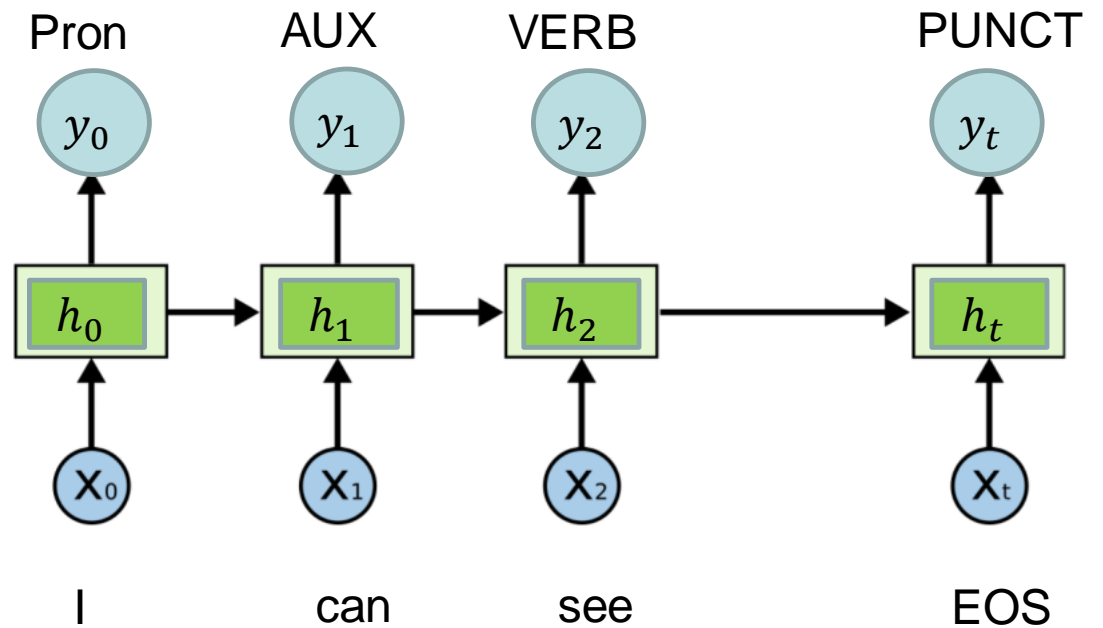 Pron AUX VERB PUNCT
y₀ y₁ y₂ yₜ
h₀ h₁ h₂ hₜ
X₀ X₁ X₂ Xₜ
I can see EOS